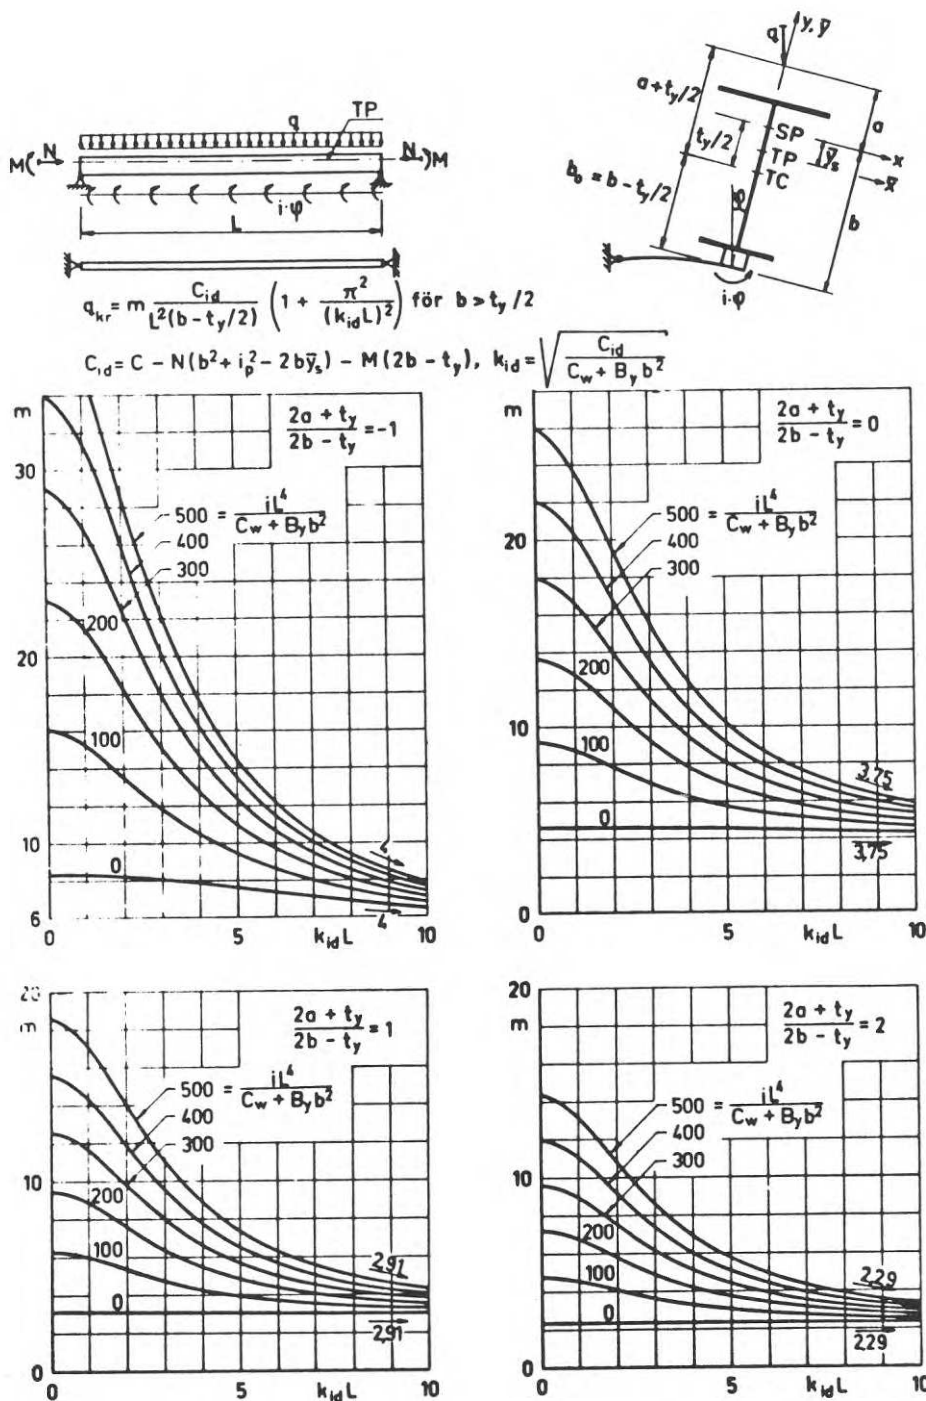 q
TP
M
N
N
M
i·φ
L
q
y, ȳ
a + t_y/2
a
t_y/2
SP
ȳ_s
x
TP
TC
x̄
b_o = b - t_y/2
φ
b
i·φ
q_kr = m C_id / L²(b - t_y/2) (1 + π² / (k_id L)²) för b > t_y/2
C_id = C - N(b² + i_p² - 2bȳ_s) - M(2b - t_y), k_id = √(C_id / (C_w + B_y b²))
m
(2a + t_y) / (2b - t_y) = -1
30
500 = iL⁴ / (C_w + B_y b²)
400
300
200
20
100
10
0
4
4
6
0
5
10
k_id L
m
(2a + t_y) / (2b - t_y) = 0
20
500 = iL⁴ / (C_w + B_y b²)
400
300
200
10
100
3,75
0
3,75
0
0
5
10
k_id L
20
m
(2a + t_y) / (2b - t_y) = 1
500 = iL⁴ / (C_w + B_y b²)
400
300
10
200
100
2,91
0
2,91
0
0
5
10
k_id L
20
m
(2a + t_y) / (2b - t_y) = 2
500 = iL⁴ / (C_w + B_y b²)
400
300
10
200
100
2,29
0
2,29
0
0
5
10
k_id L